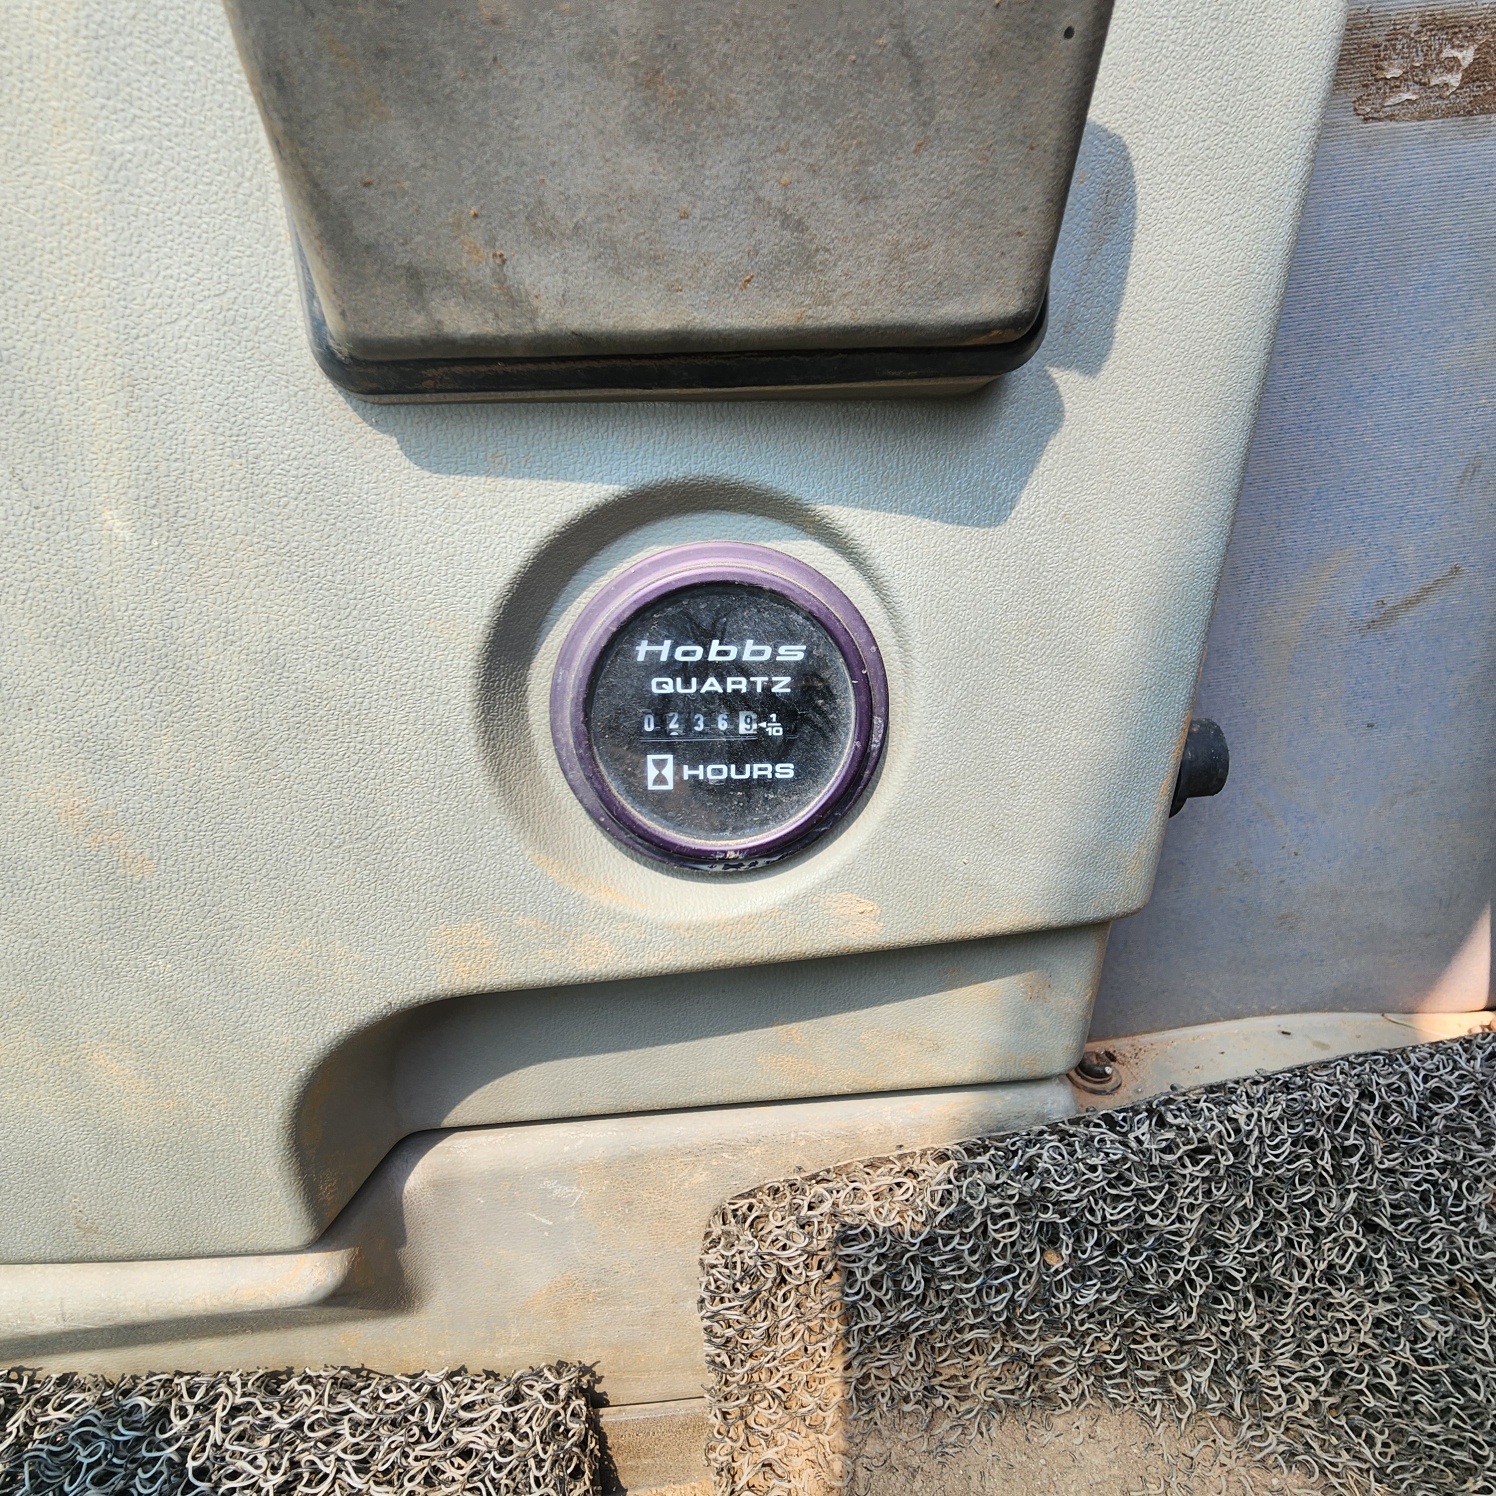 Hobbs
QUARTZ
0 2 3 6 9 1/10
HOURS